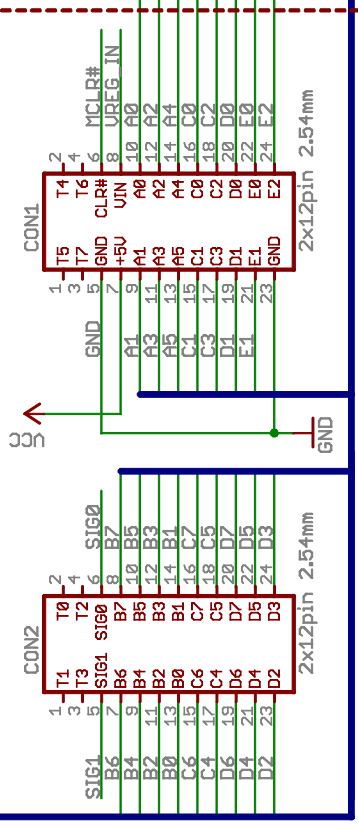 MCLR#
VREG_IN
A0
A2
A4
C0
C2
D0
E0
E2
2
4
6
8
10
12
14
16
18
20
22
24
CON1
T4
T6
CLR#
VIN
A0
A2
A4
C0
C2
D0
E0
E2
2x12pin 2.54mm
T5
T7
GND
+5V
A1
A3
A5
C1
C3
D1
E1
GND
1
3
5
7
9
11
13
15
17
19
21
23
GND
A1
A3
A5
C1
C3
D1
E1
VCC
GND
SIG0
B7
B5
B3
B1
C7
C5
D7
D5
D3
2
4
6
8
10
12
14
16
18
20
22
24
CON2
T0
T2
SIG0
B7
B5
B3
B1
C7
C5
D7
D5
D3
2x12pin 2.54mm
T1
T3
SIG1
B6
B4
B2
B0
C6
C4
D6
D4
D2
1
3
5
7
9
11
13
15
17
19
21
23
SIG1
B6
B4
B2
B0
C6
C4
D6
D4
D2